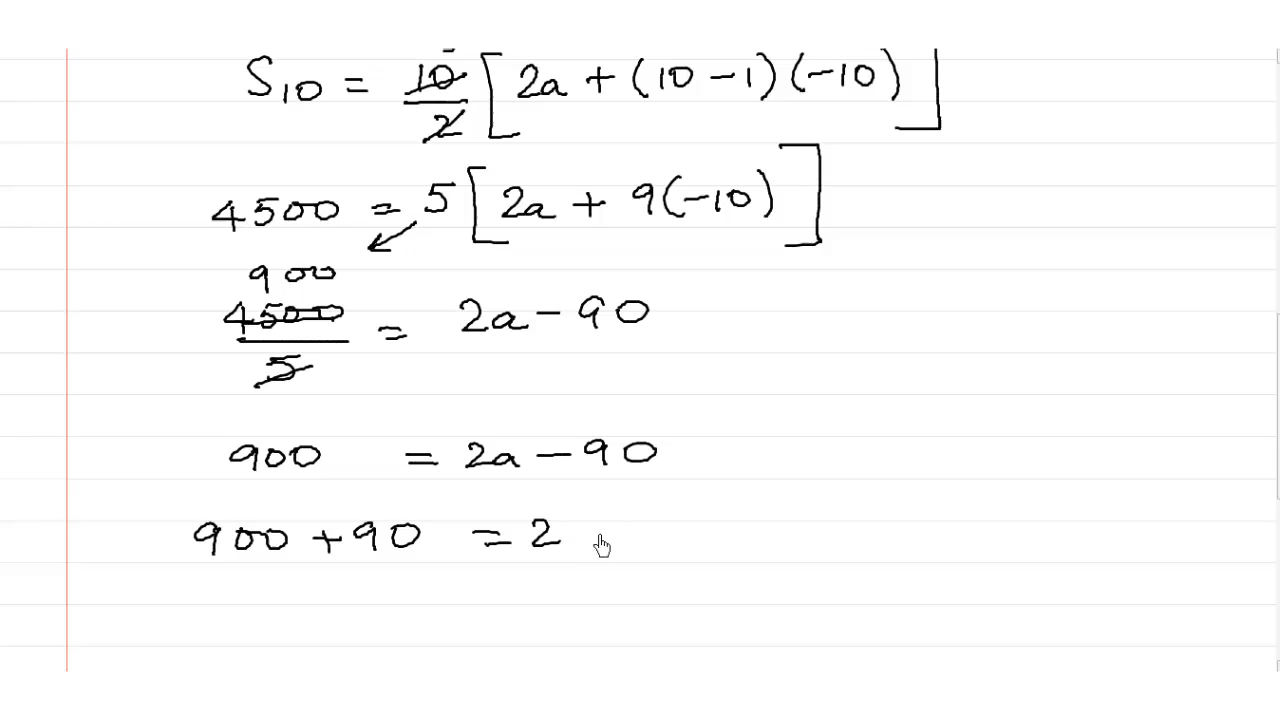 S₁₀ = 10/2 [2a + (10 - 1)(-10)]
4500 = 5 [2a + 9(-10)]
900
4500/5 = 2a - 90
900 = 2a - 90
900 + 90 = 2